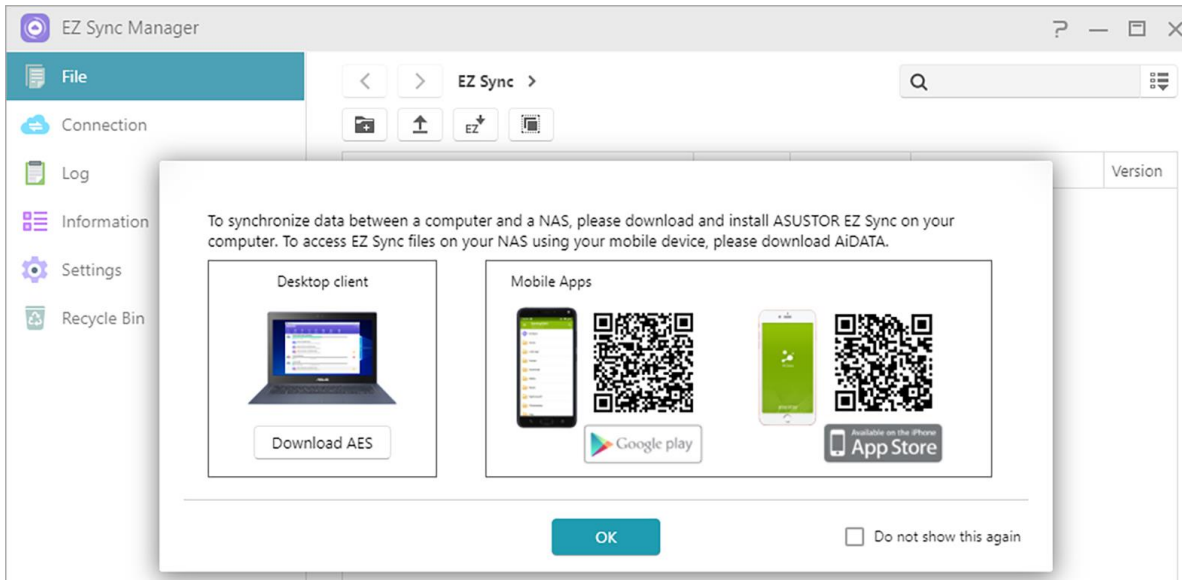 EZ Sync Manager
File
EZ Sync >
Connection
EZ
Log
Version
Information
Settings
Recycle Bin
To synchronize data between a computer and a NAS, please download and install ASUSTOR EZ Sync on your
computer. To access EZ Sync files on your NAS using your mobile device, please download AiDATA.
Desktop client
Mobile Apps
Download AES
Google play
Available on the iPhone
App Store
OK
Do not show this again